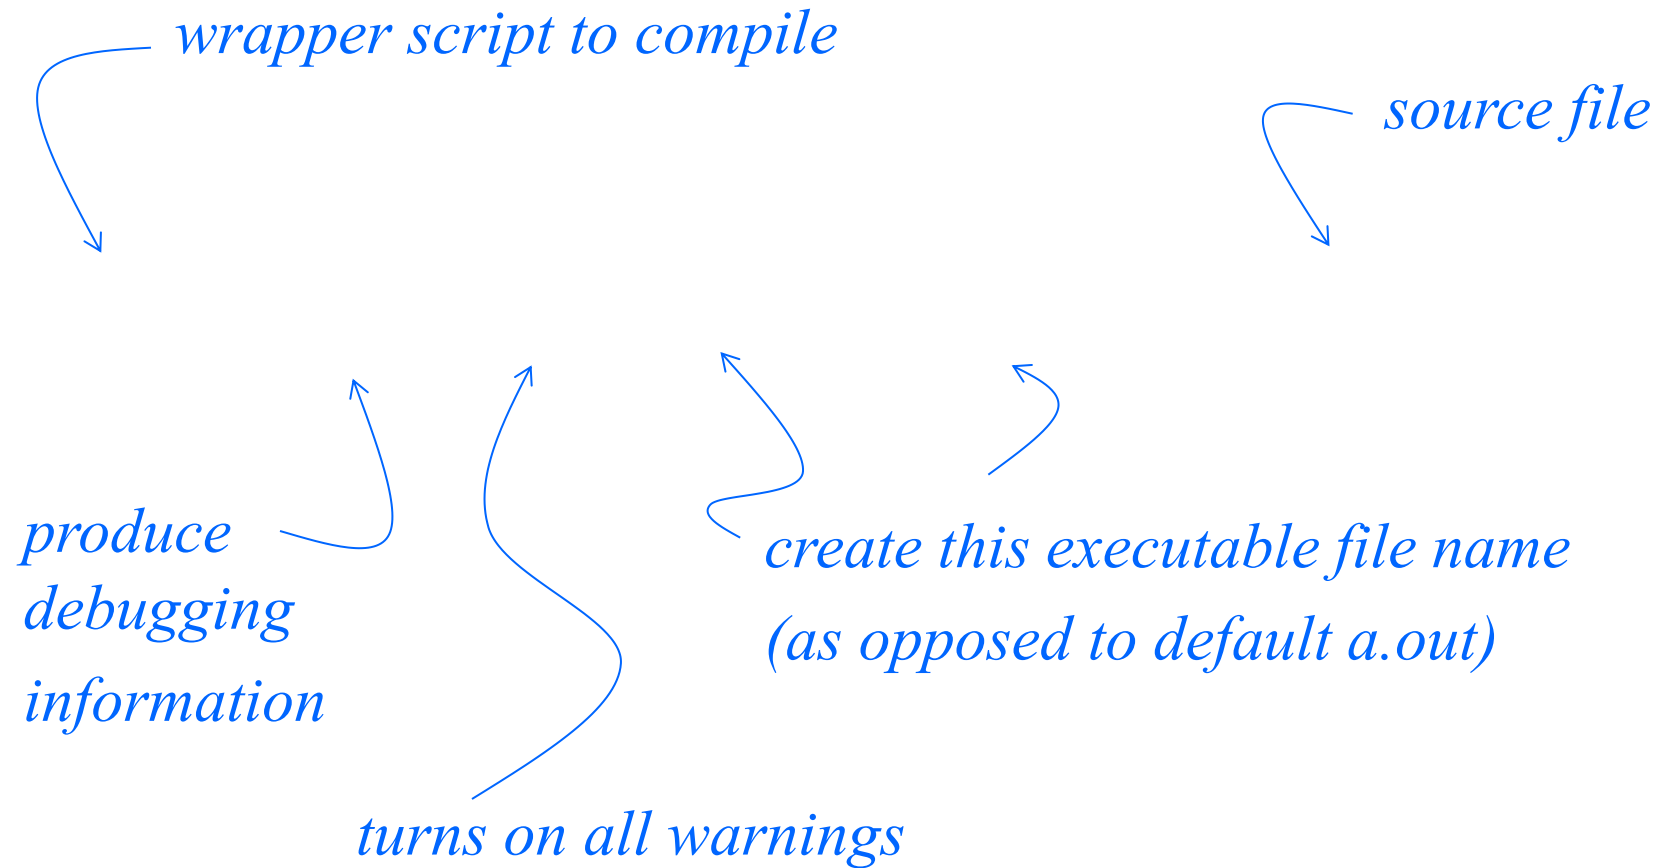 wrapper script to compile
source file
produce
debugging
information
create this executable file name
(as opposed to default a.out)
turns on all warnings